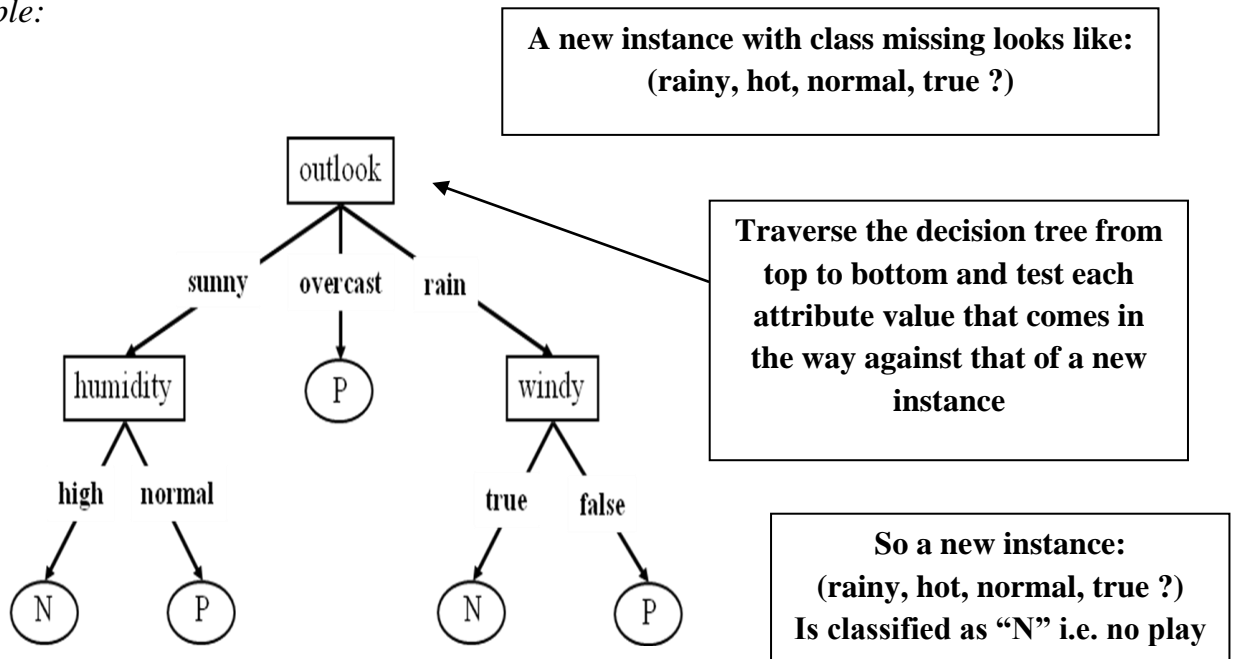 ple:
A new instance with class missing looks like:
(rainy, hot, normal, true ?)
outlook
Traverse the decision tree from
top to bottom and test each
attribute value that comes in
the way against that of a new
instance
sunny overcast rain
humidity P windy
high normal true false
N P N P
So a new instance:
(rainy, hot, normal, true ?)
Is classified as “N” i.e. no play